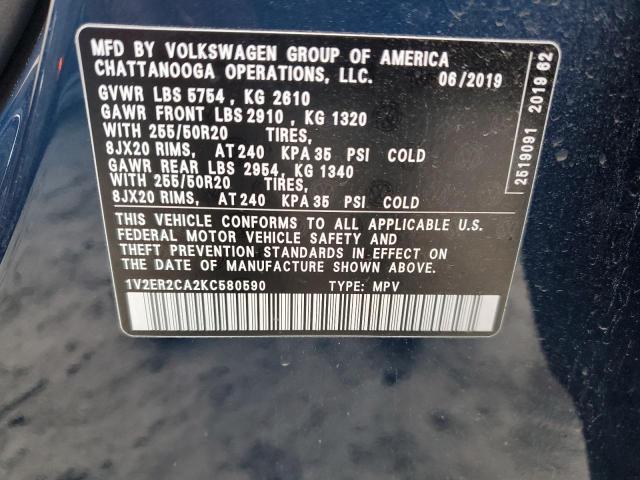 MFD BY VOLKSWAGEN GROUP OF AMERICA
CHATTANOOGA OPERATIONS, LLC. 06/2019
GVWR LBS 5754 , KG 2610
GAWR FRONT LBS 2910 , KG 1320
WITH 255/50R20 TIRES,
8JX20 RIMS, AT 240 KPA 35 PSI COLD
GAWR REAR LBS 2954 , KG 1340
WITH 255/50R20 TIRES,
8JX20 RIMS, AT 240 KPA 35 PSI COLD
THIS VEHICLE CONFORMS TO ALL APPLICABLE U.S.
FEDERAL MOTOR VEHICLE SAFETY AND
THEFT PREVENTION STANDARDS IN EFFECT ON
THE DATE OF MANUFACTURE SHOWN ABOVE.
1V2ER2CA2KC580590 TYPE: MPV
2519091 2019 62